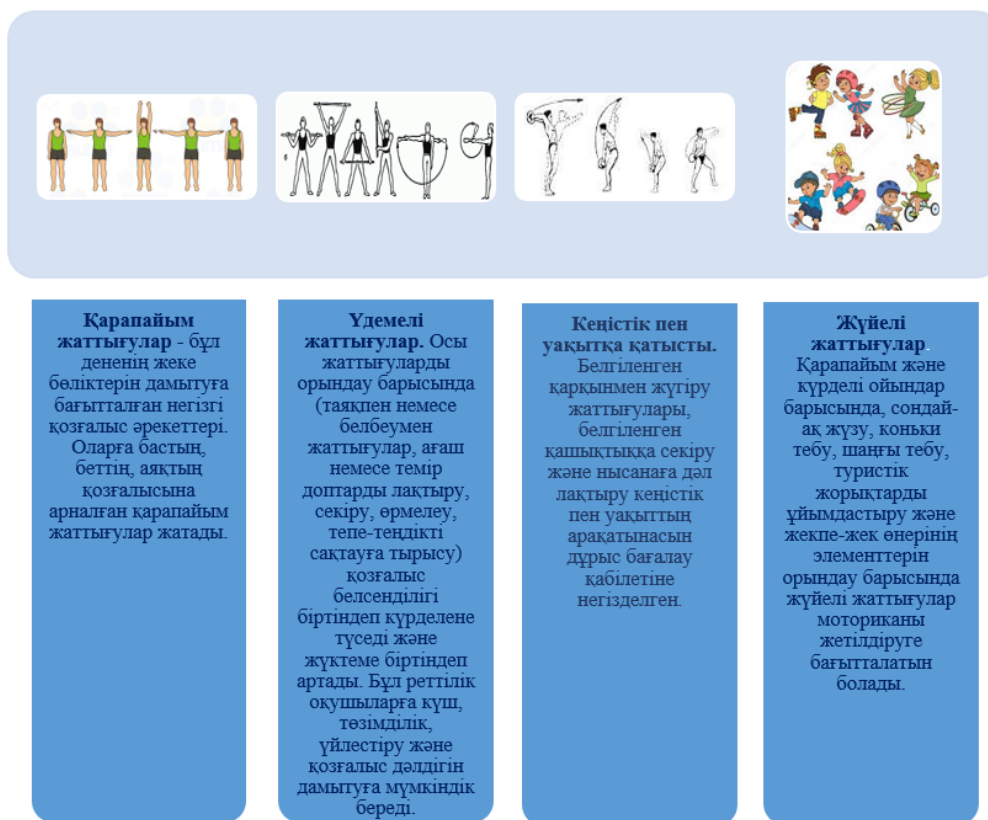 Қарапайым
жаттығулар - бұл
дененің жеке
бөліктерін дамытуға
бағытталған негізгі
қозғалыс әрекеттері.
Оларға бастың,
беттің, аяқтың
қозғалысына
арналған қарапайым
жаттығулар жатады.
Үдемелі
жаттығулар. Осы
жаттығуларды
орындау барысында
(таяқпен немесе
белбеумен
жаттығулар, ағаш
немесе темір
доптарды лақтыру,
секіру, өрмелеу,
тепе-теңдікті
сақтауға тырысу)
қозғалыс
белсенділігі
біртіндеп күрделене
түседі және
жүктеме біртіндеп
артады. Бұл реттілік
оқушыларға күш,
төзімділік,
үйлестіру және
қозғалыс дәлдігін
дамытуға мүмкіндік
береді.
Кеңістік пен
уақытқа қатысты.
Белгіленген
қарқынмен жүгіру
жаттығулары,
белгіленген
қашықтыққа секіру
және нысанаға дәл
лақтыру кеңістік
пен уақыттың
арақатынасын
дұрыс бағалау
қабілетіне
негізделген.
Жүйелі
жаттығулар.
Қарапайым және
күрделі ойындар
барысында, сондай-
ақ жүзу, коньки
тебу, шаңғы тебу,
туристік
жорықтарды
ұйымдастыру және
жекпе-жек өнерінің
элементтерін
орындау барысында
жүйелі жаттығулар
моториканы
жетілдіруге
бағытталатын
болады.